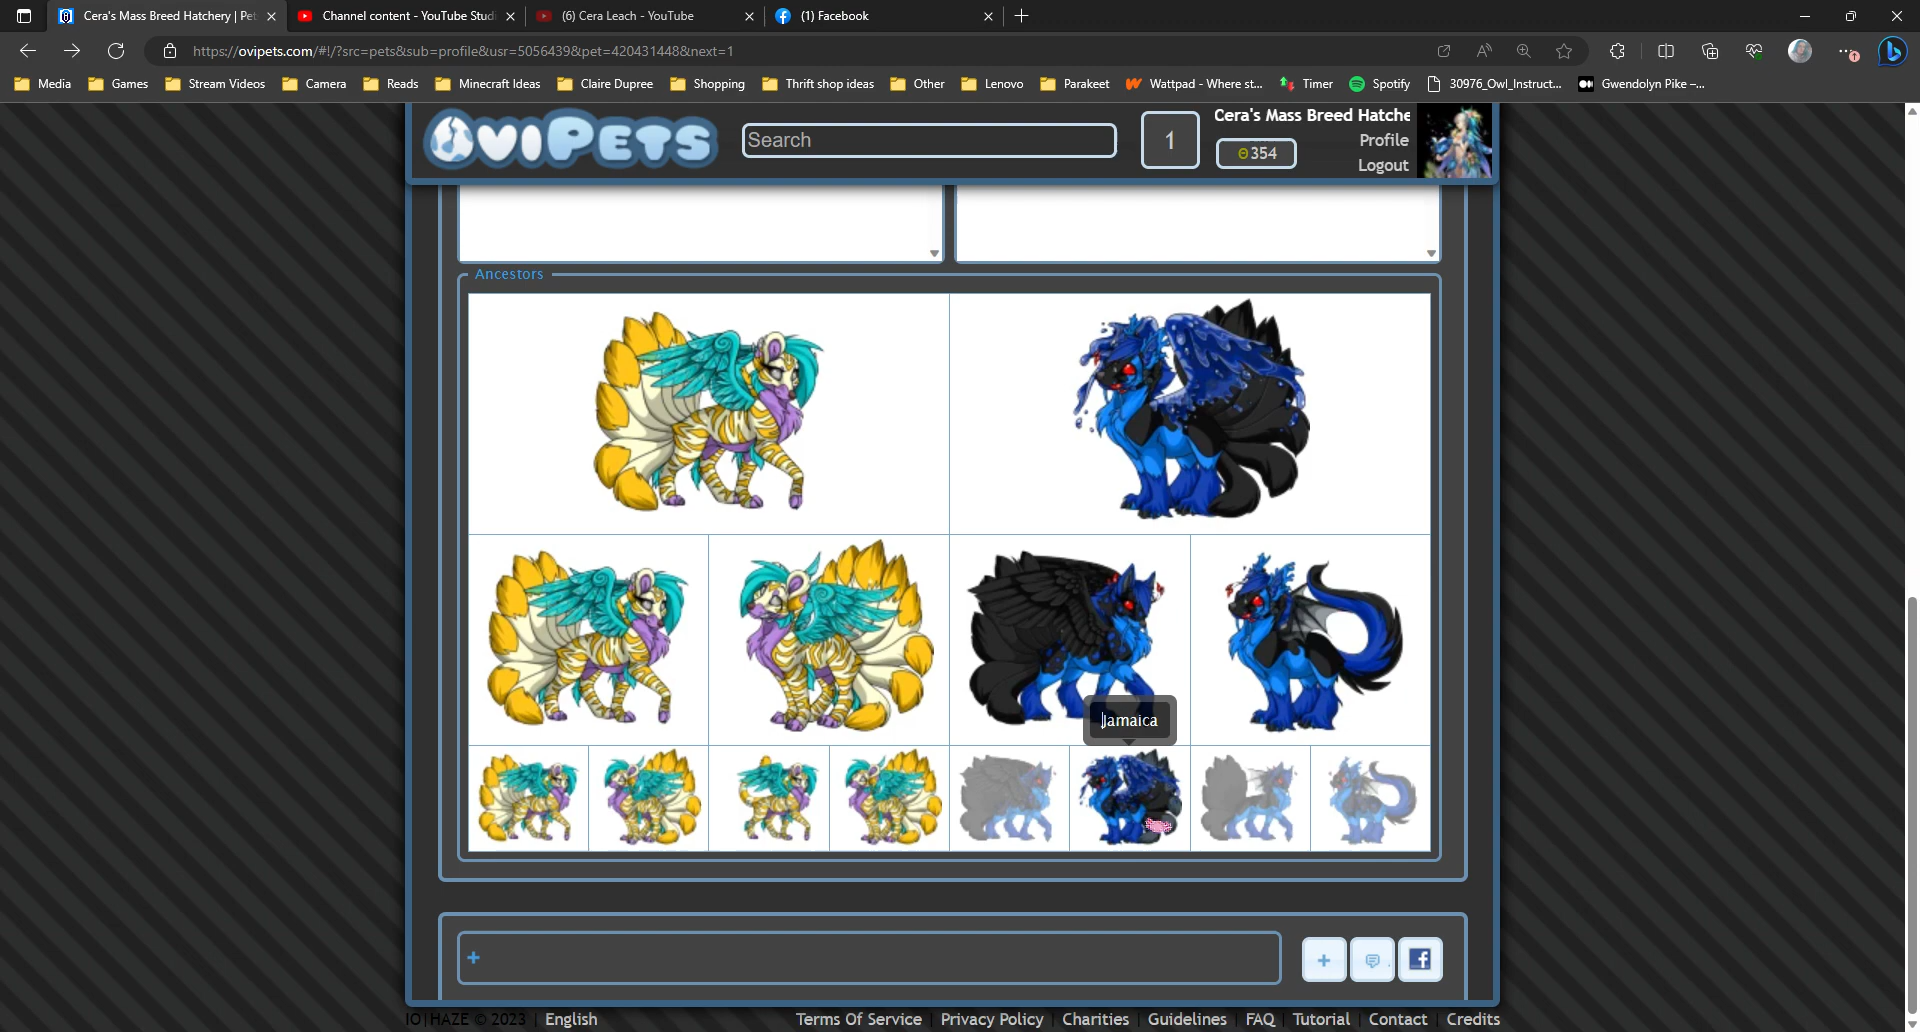 Cera's Mass Breed Hatchery | Pet
Channel content - YouTube Studi
(6) Cera Leach - YouTube
(1) Facebook
https://ovipets.com/#!/?src=pets&sub=profile&usr=5056439&pet=420431448&next=1
Media
Games
Stream Videos
Camera
Reads
Minecraft Ideas
Claire Dupree
Shopping
Thrift shop ideas
Other
Lenovo
Parakeet
Wattpad - Where st...
Timer
Spotify
30976_Owl_Instruct...
Gwendolyn Pike –...
OviPets
Search
1
Cera's Mass Breed Hatche
354
Profile
Logout
Ancestors
Jamaica
IO|HAZE © 2023
English
Terms Of Service
Privacy Policy
Charities
Guidelines
FAQ
Tutorial
Contact
Credits